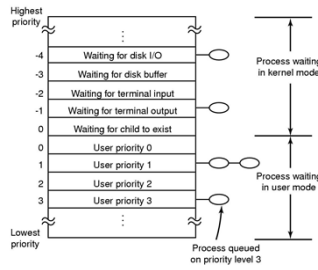 Highest
priority
-4 Waiting for disk I/O
-3 Waiting for disk buffer
-2 Waiting for terminal input
-1 Waiting for terminal output
0 Waiting for child to exist
0 User priority 0
1 User priority 1
2 User priority 2
3 User priority 3
Lowest
priority
Process waiting
in kernel mode
Process waiting
in user mode
Process queued
on priority level 3